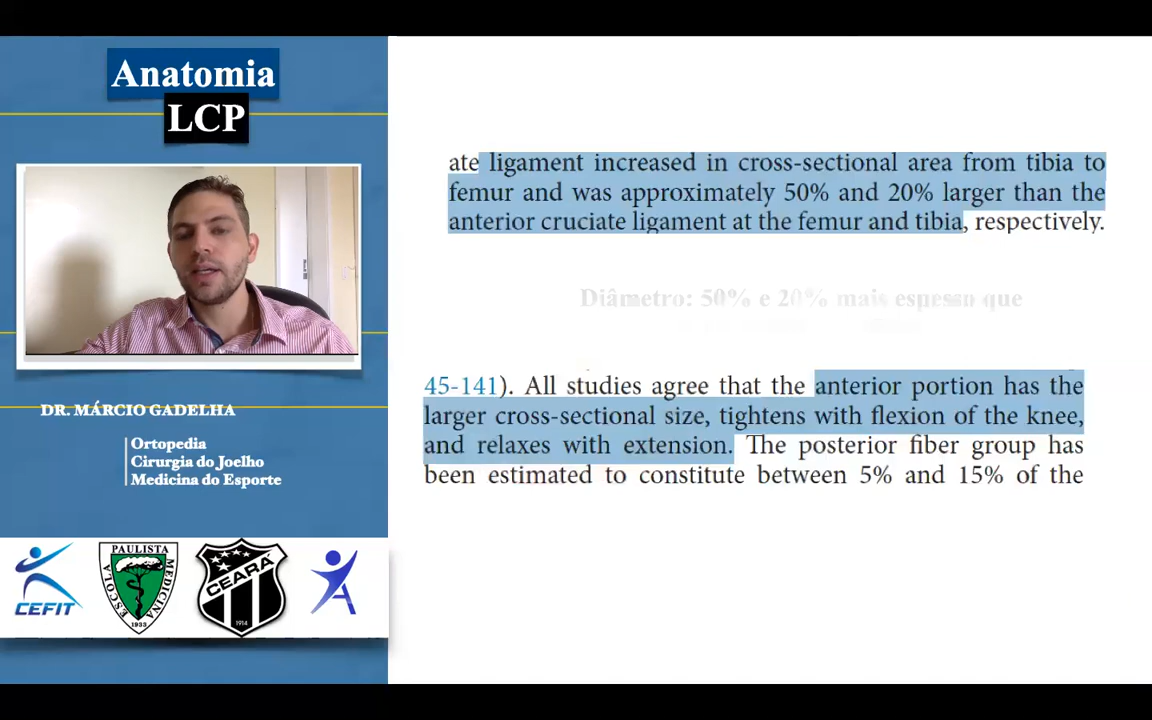 Anatomia
LCP
DR. MÁRCIO GADELHA
Ortopedia
Cirurgia do Joelho
Medicina do Esporte
CEFIT
ESCOLA PAULISTA MEDICINA
1933
CEARÁ
1914
A
ate ligament increased in cross-sectional area from tibia to
femur and was approximately 50% and 20% larger than the
anterior cruciate ligament at the femur and tibia, respectively.
Diâmetro: 50% e 20% mais espesso que
45-141). All studies agree that the anterior portion has the
larger cross-sectional size, tightens with flexion of the knee,
and relaxes with extension. The posterior fiber group has
been estimated to constitute between 5% and 15% of the